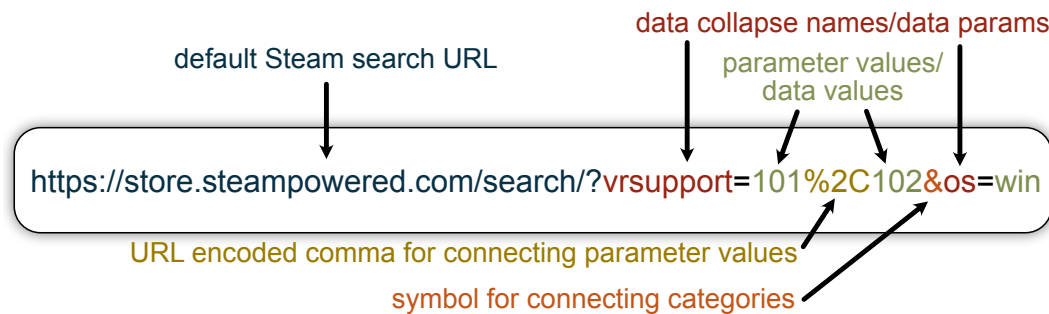 data collapse names/data params
default Steam search URL
parameter values/
data values
https://store.steampowered.com/search/?vrsupport=101%2C102&os=win
URL encoded comma for connecting parameter values
symbol for connecting categories